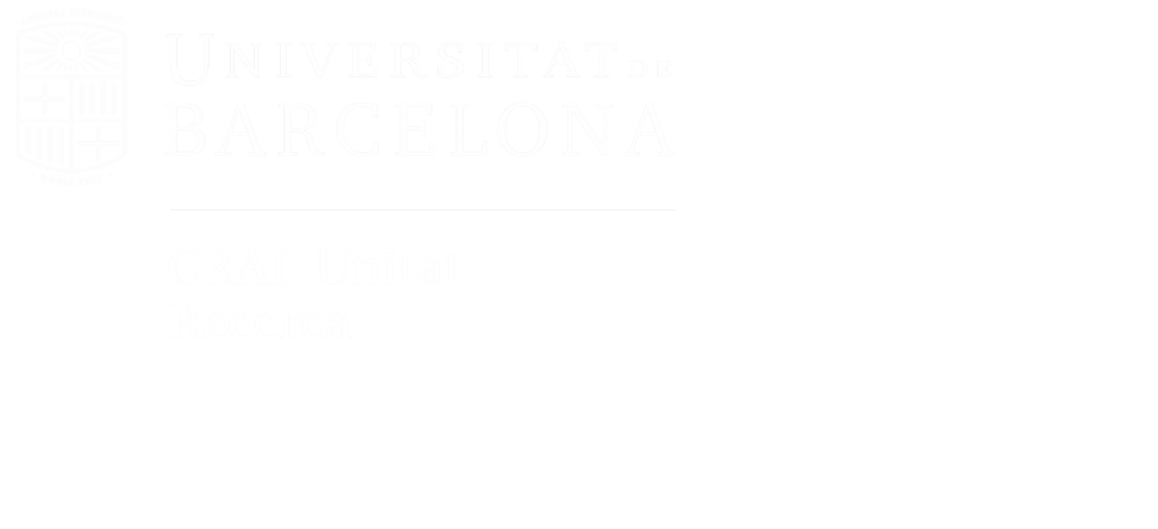 UNIVERSITAT DE
BARCELONA
CRAI Unitat
Recerca